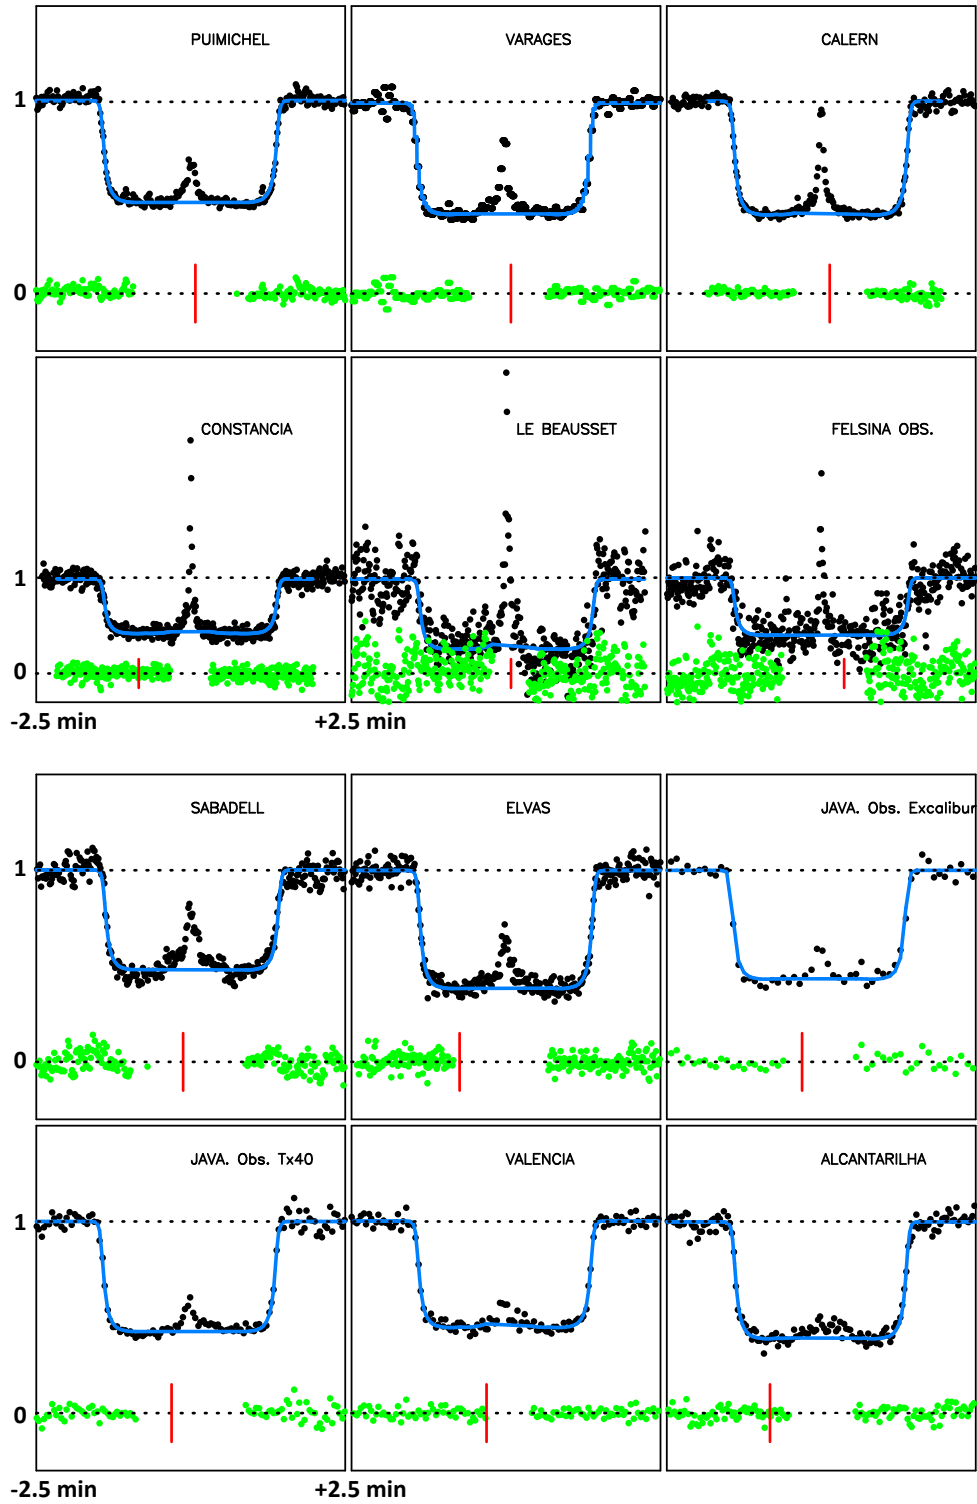 PUIMICHEL VARAGES CALERN
1
0
CONSTANCIA LE BEAUSSET FELSINA OBS.
1
0
-2.5 min +2.5 min
SABADELL ELVAS JAVA. Obs. Excalibur
1
0
JAVA. Obs. Tx40 VALENCIA ALCANTARILHA
1
0
-2.5 min +2.5 min